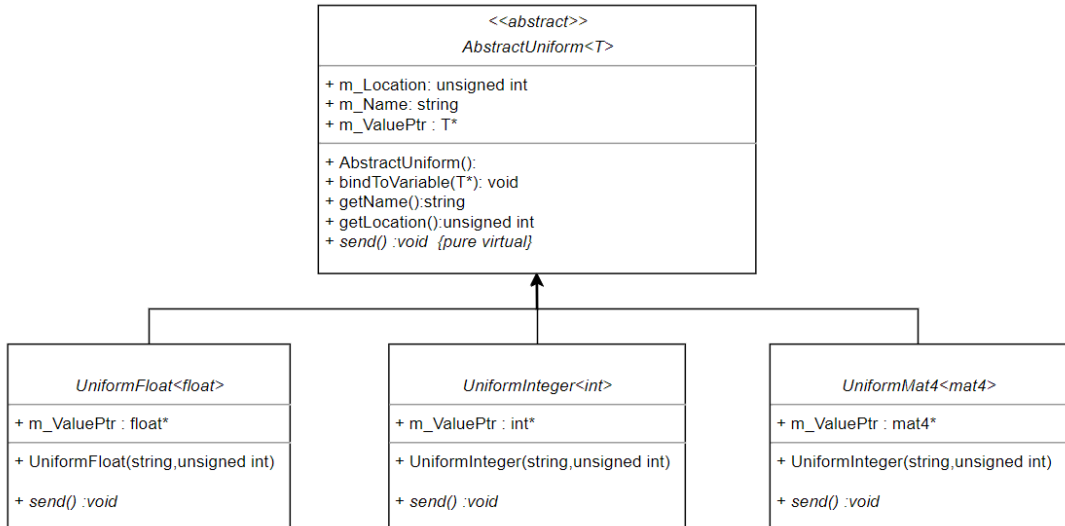 <<abstract>>
AbstractUniform<T>
+ m_Location: unsigned int
+ m_Name: string
+ m_ValuePtr : T*
+ AbstractUniform():
+ bindToVariable(T*): void
+ getName():string
+ getLocation():unsigned int
+ send() :void {pure virtual}
UniformFloat<float>
+ m_ValuePtr : float*
+ UniformFloat(string,unsigned int)
+ send() :void
UniformInteger<int>
+ m_ValuePtr : int*
+ UniformInteger(string,unsigned int)
+ send() :void
UniformMat4<mat4>
+ m_ValuePtr : mat4*
+ UniformInteger(string,unsigned int)
+ send() :void